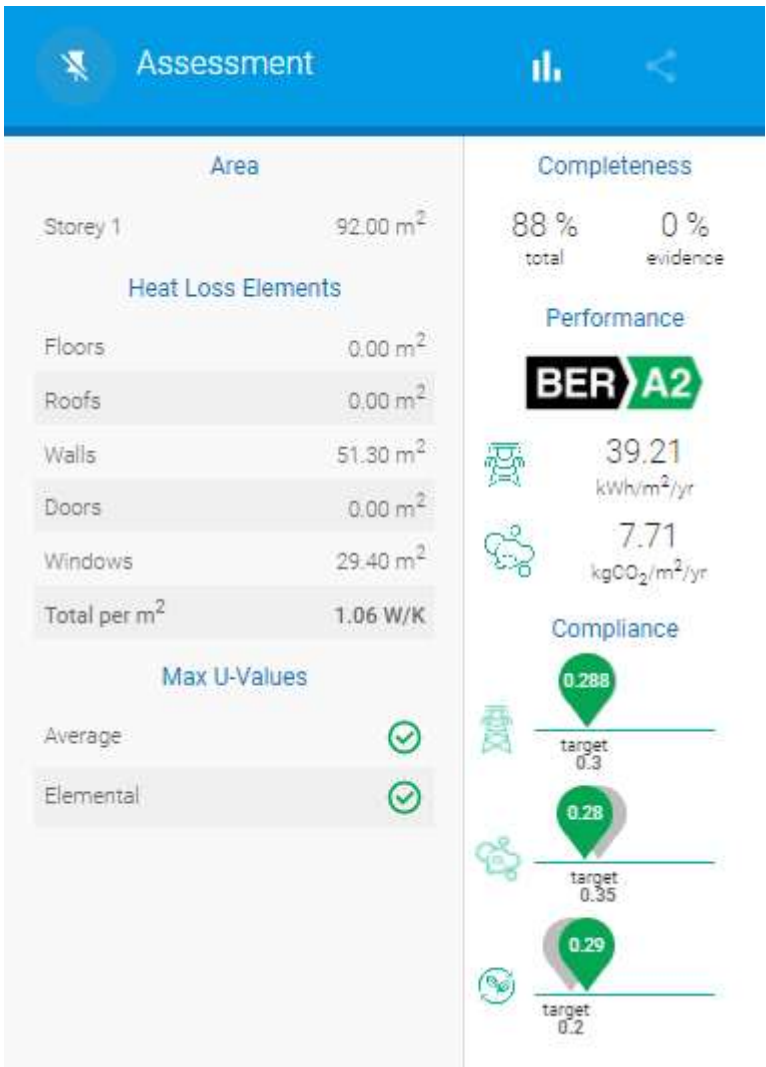 Assessment
Area
Storey 1 92.00 m²
Heat Loss Elements
Floors 0.00 m²
Roofs 0.00 m²
Walls 51.30 m²
Doors 0.00 m²
Windows 29.40 m²
Total per m² 1.06 W/K
Max U-Values
Average
Elemental
Completeness
88 % 0 %
total evidence
Performance
BER A2
39.21
kWh/m²/yr
7.71
kgCO₂/m²/yr
Compliance
0.288
target
0.3
0.28
target
0.35
0.29
target
0.2